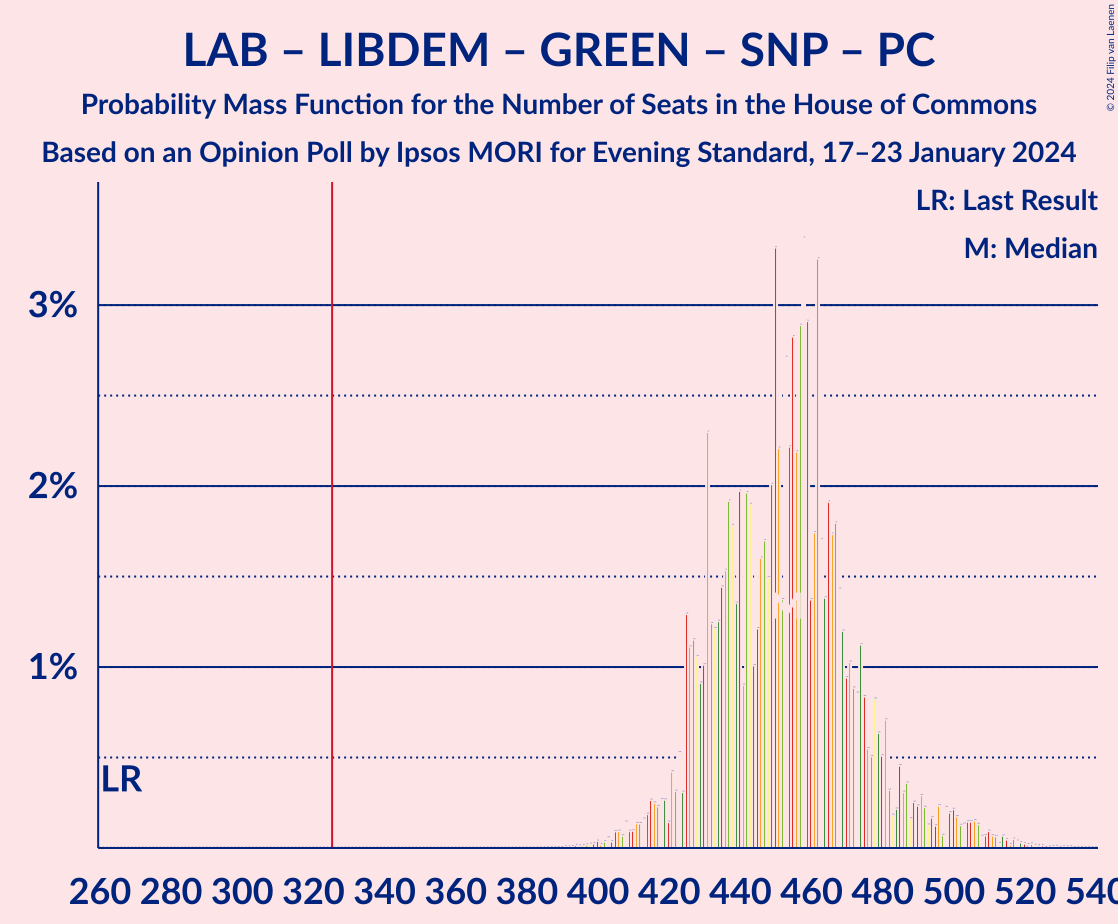 LAB – LIBDEM – GREEN – SNP – PC
Probability Mass Function for the Number of Seats in the House of Commons
Based on an Opinion Poll by Ipsos MORI for Evening Standard, 17–23 January 2024
© 2024 Filip van Laenen
LR: Last Result
M: Median
3%
2%
1%
LR
260 280 300 320 340 360 380 400 420 440 460 480 500 520 540